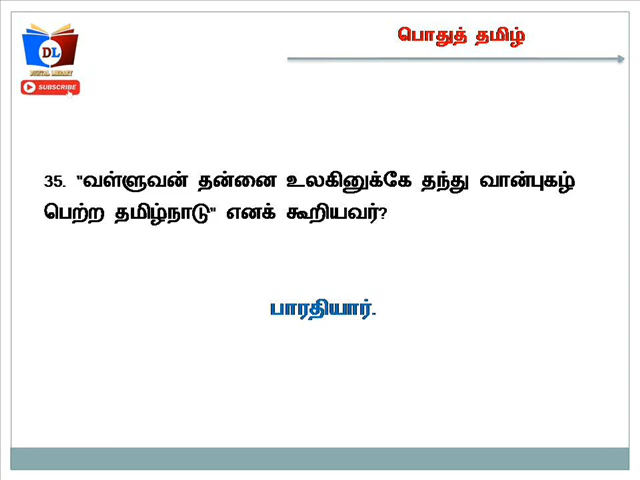 பொதுத் தமிழ்
DL
DIGITAL LIBRARY
SUBSCRIBE
35. "வள்ளுவன் தன்னை உலகினுக்கே தந்து வான்புகழ்
பெற்ற தமிழ்நாடு" எனக் கூறியவர்?
பாரதியார்.